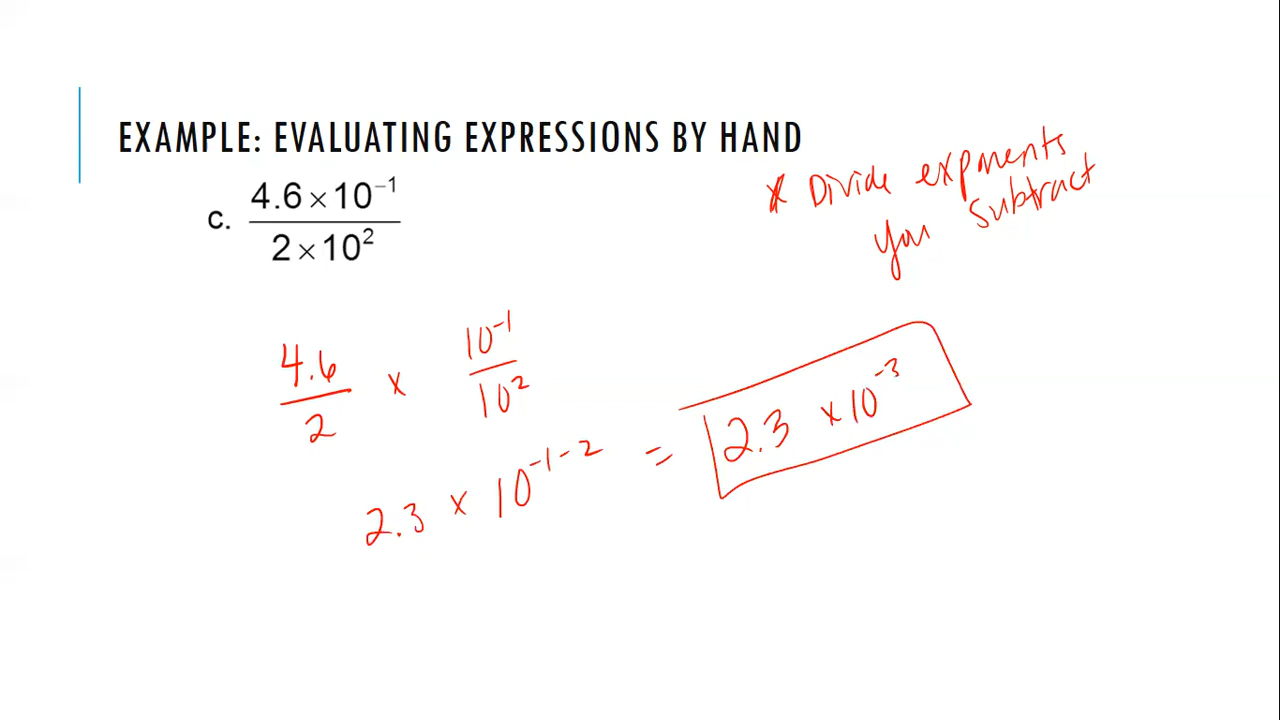 EXAMPLE: EVALUATING EXPRESSIONS BY HAND
* Divide exponents
you subtract
c. 4.6×10⁻¹
2×10²
4.6 x 10⁻¹
2 10²
2.3 x 10⁻¹⁻² = 2.3 x10⁻³